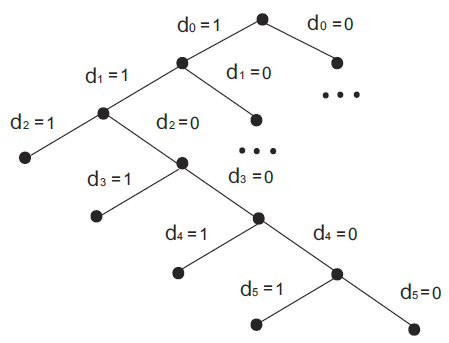 d₀ =1
d₀ =0
d₁ =1
d₁ =0
...
d₂ =1
d₂ =0
...
d₃ =1
d₃ =0
d₄ =1
d₄ =0
d₅ =1
d₅ =0